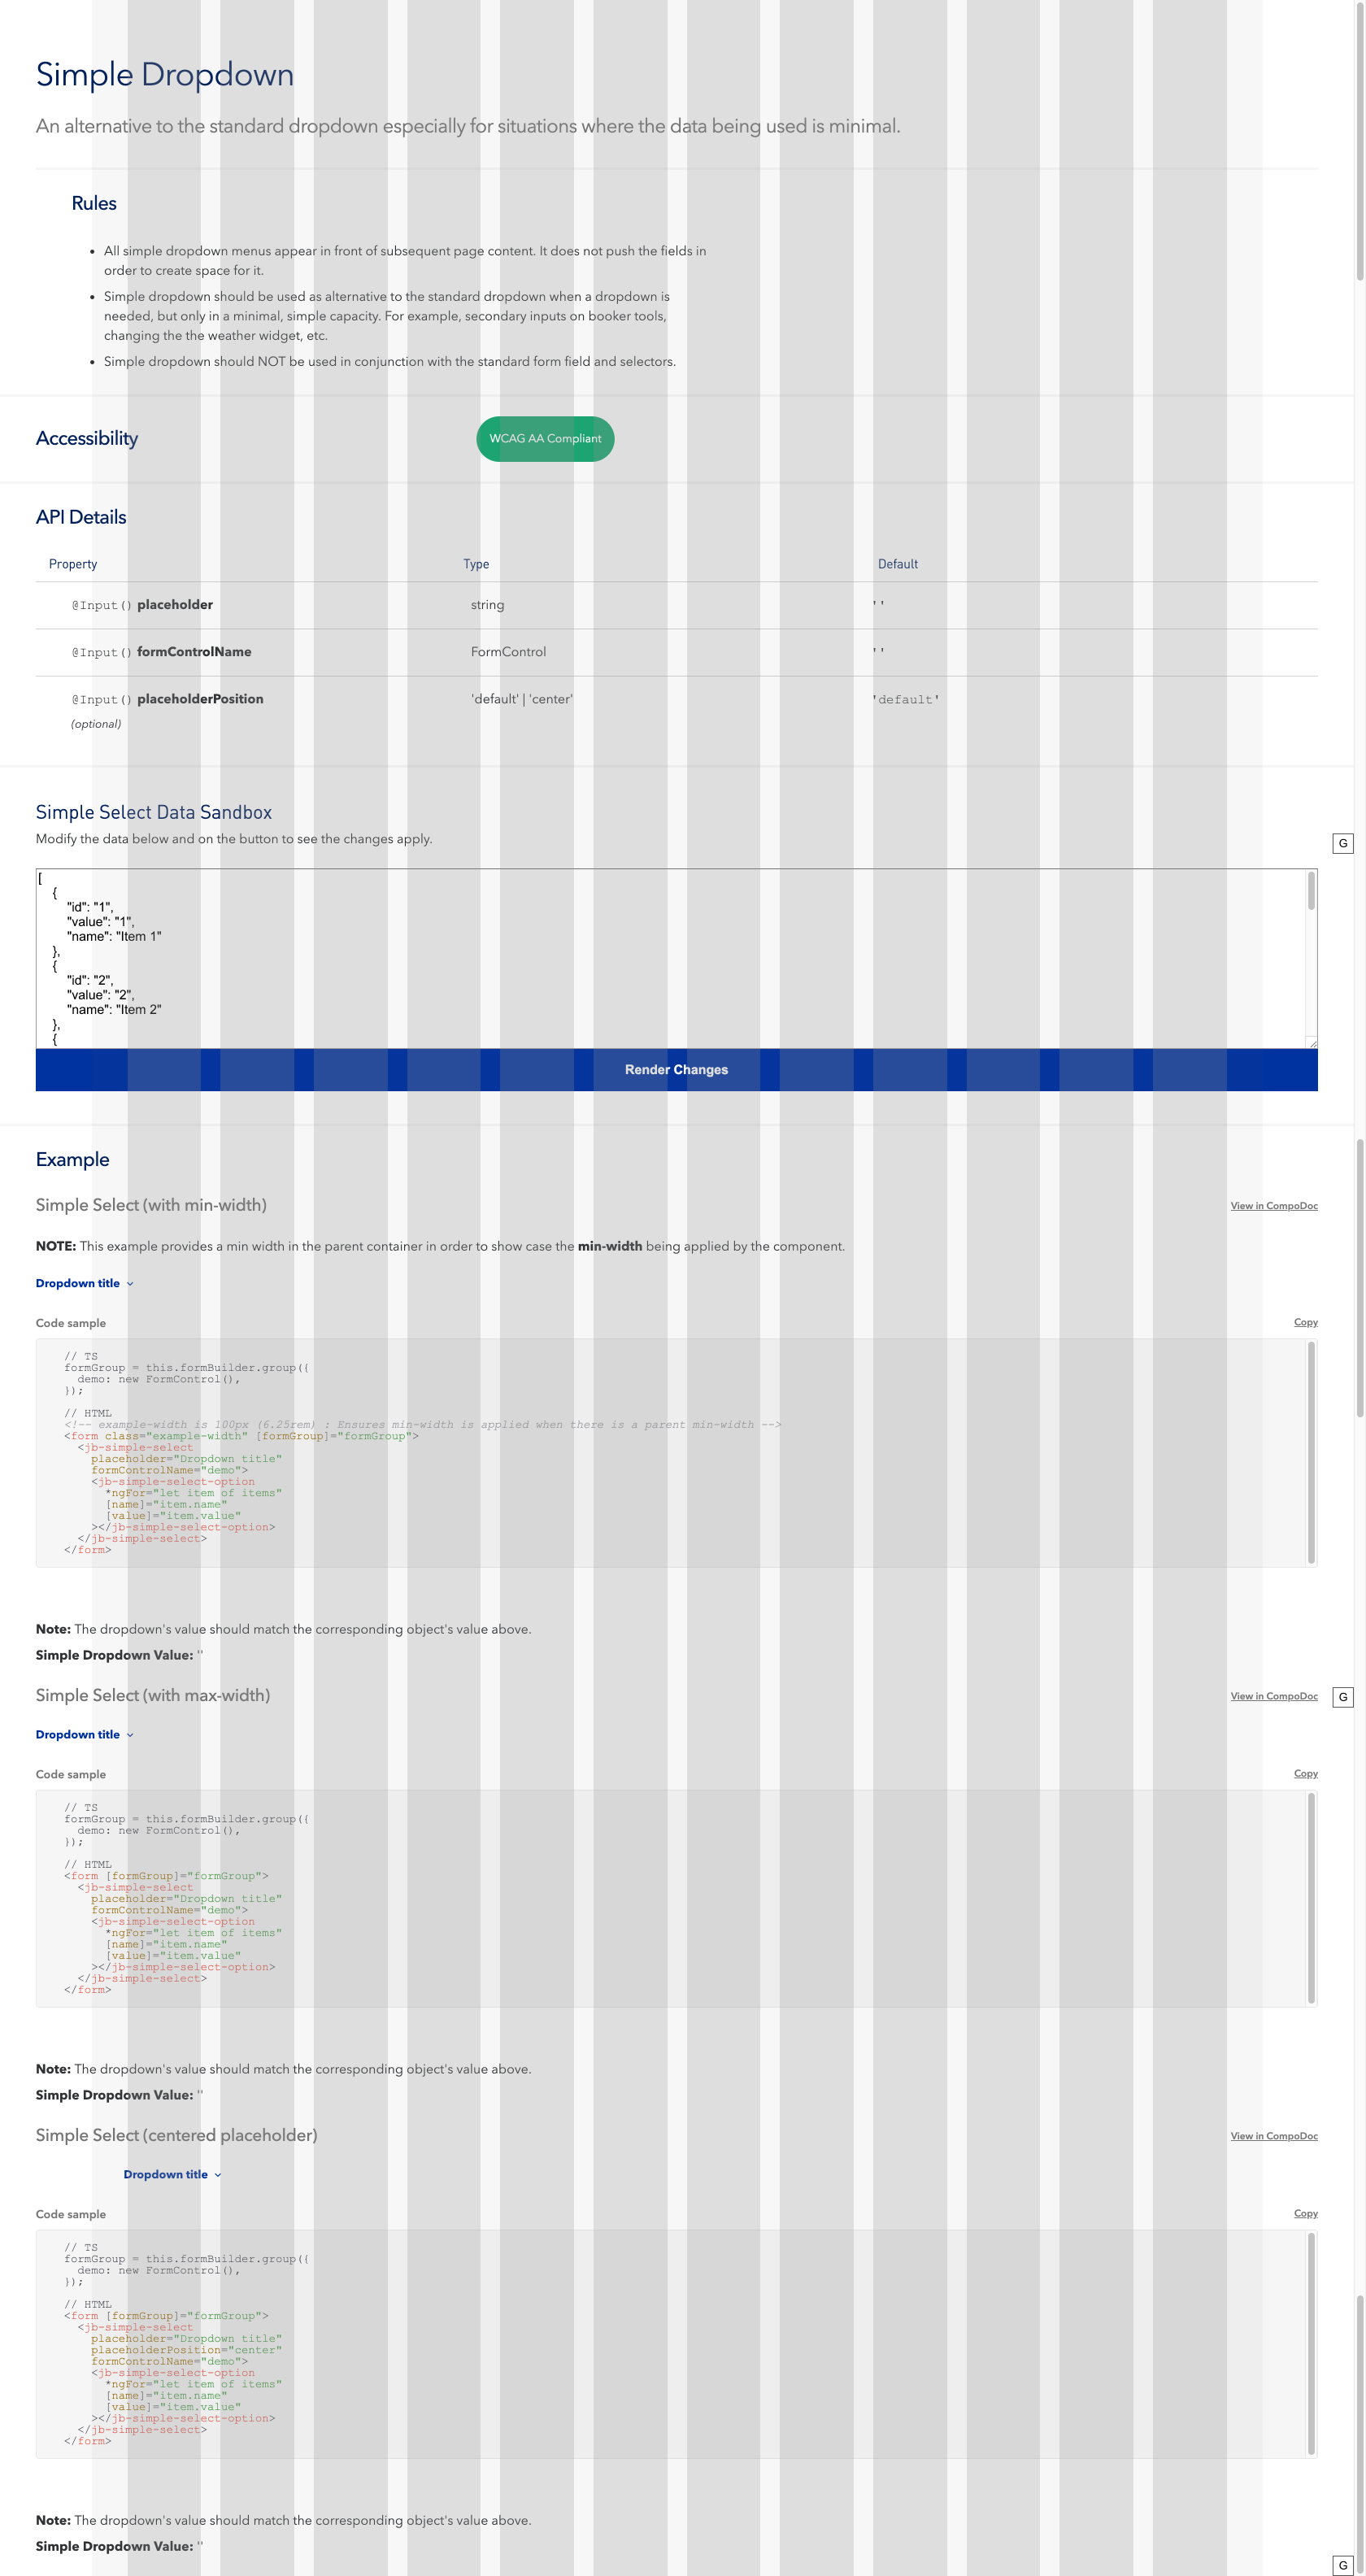 Simple Dropdown
An alternative to the standard dropdown especially for situations where the data being used is minimal.
Rules
• All simple dropdown menus appear in front of subsequent page content. It does not push the fields in
order to create space for it.
• Simple dropdown should be used as alternative to the standard dropdown when a dropdown is
needed, but only in a minimal, simple capacity. For example, secondary inputs on booker tools,
changing the the weather widget, etc.
• Simple dropdown should NOT be used in conjunction with the standard form field and selectors.
Accessibility WCAG AA Compliant
API Details
Property Type Default
@Input() placeholder string ''
@Input() formControlName FormControl ''
@Input() placeholderPosition 'default' | 'center' 'default'
(optional)
Simple Select Data Sandbox
Modify the data below and on the button to see the changes apply.
G
[
{
"id": "1",
"value": "1",
"name": "Item 1"
},
{
"id": "2",
"value": "2",
"name": "Item 2"
},
{
Render Changes
Example
Simple Select (with min-width) View in CompoDoc
NOTE: This example provides a min width in the parent container in order to show case the min-width being applied by the component.
Dropdown title
Code sample Copy
// TS
formGroup = this.formBuilder.group({
demo: new FormControl(),
});
// HTML
<!-- example-width is 100px (6.25rem) : Ensures min-width is applied when there is a parent min-width -->
<form class="example-width" [formGroup]="formGroup">
<jb-simple-select
placeholder="Dropdown title"
formControlName="demo">
<jb-simple-select-option
*ngFor="let item of items"
[name]="item.name"
[value]="item.value"
></jb-simple-select-option>
</jb-simple-select>
</form>
Note: The dropdown's value should match the corresponding object's value above.
Simple Dropdown Value: ''
Simple Select (with max-width) View in CompoDoc G
Dropdown title
Code sample Copy
// TS
formGroup = this.formBuilder.group({
demo: new FormControl(),
});
// HTML
<form [formGroup]="formGroup">
<jb-simple-select
placeholder="Dropdown title"
formControlName="demo">
<jb-simple-select-option
*ngFor="let item of items"
[name]="item.name"
[value]="item.value"
></jb-simple-select-option>
</jb-simple-select>
</form>
Note: The dropdown's value should match the corresponding object's value above.
Simple Dropdown Value: ''
Simple Select (centered placeholder) View in CompoDoc
Dropdown title
Code sample Copy
// TS
formGroup = this.formBuilder.group({
demo: new FormControl(),
});
// HTML
<form [formGroup]="formGroup">
<jb-simple-select
placeholder="Dropdown title"
placeholderPosition="center"
formControlName="demo">
<jb-simple-select-option
*ngFor="let item of items"
[name]="item.name"
[value]="item.value"
></jb-simple-select-option>
</jb-simple-select>
</form>
Note: The dropdown's value should match the corresponding object's value above.
Simple Dropdown Value: ''
G